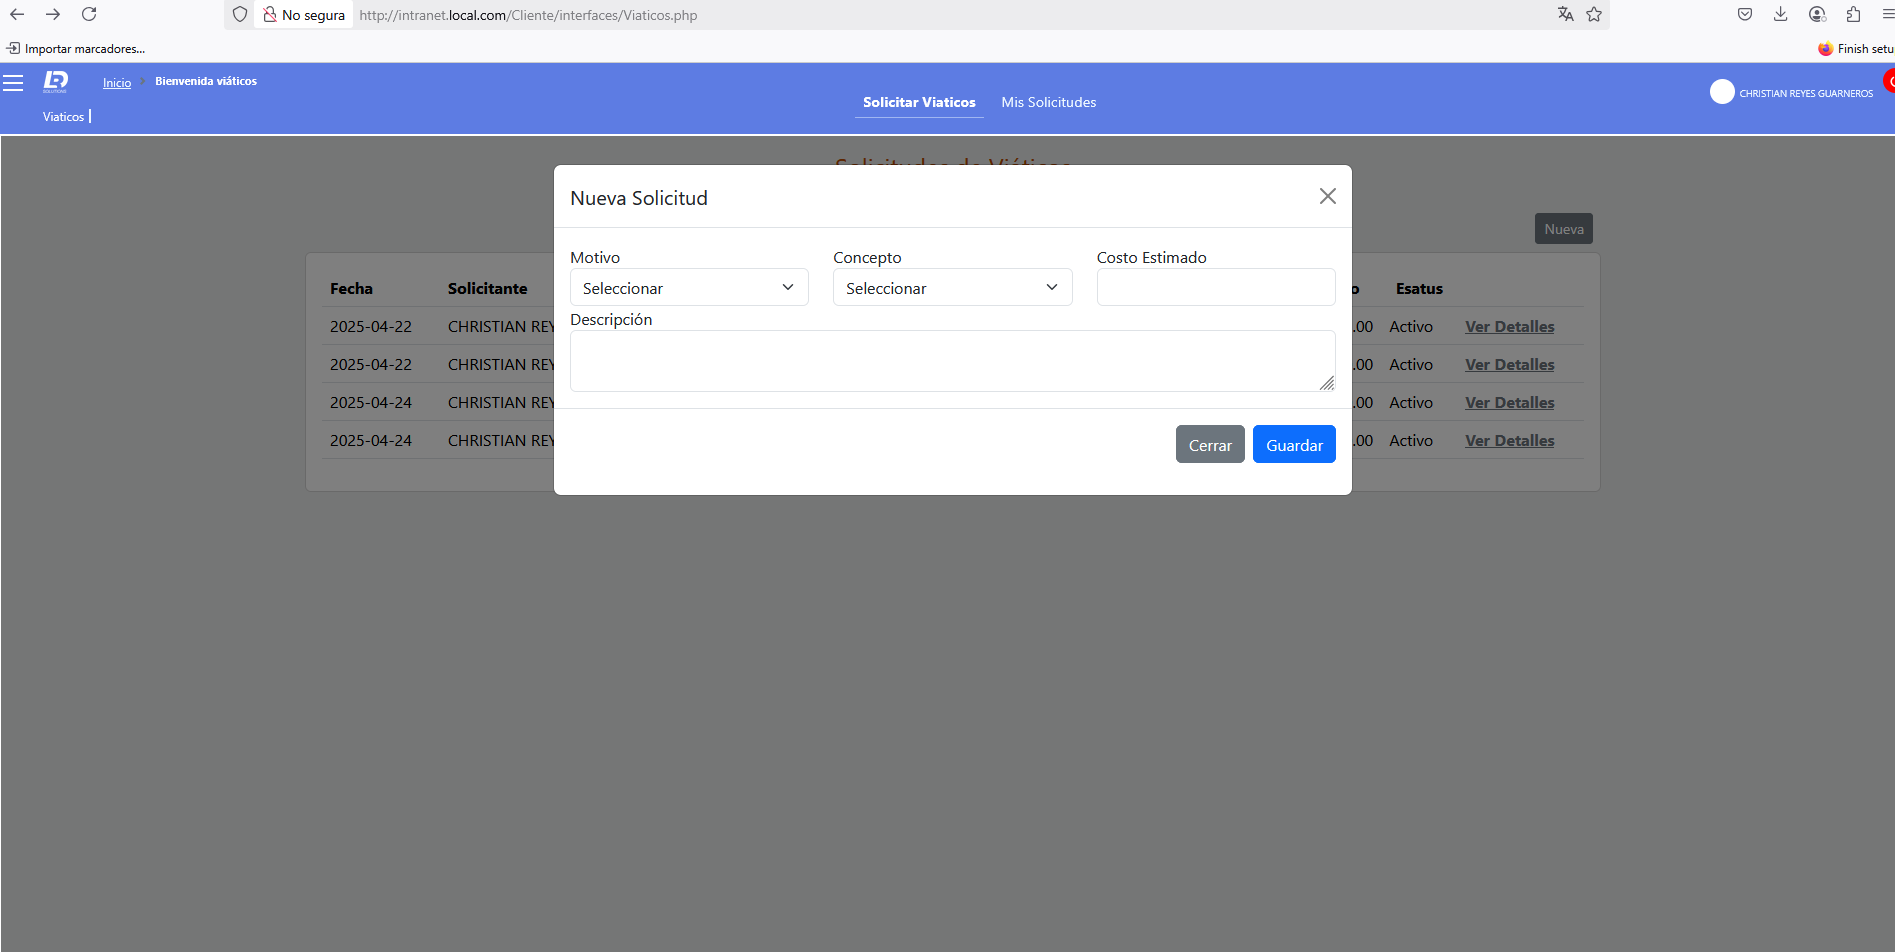 No segura http://intranet.local.com/Cliente/interfaces/Viaticos.php
Importar marcadores...
Finish setu
LR
SOLUTIONS
Inicio
Bienvenida viáticos
Viaticos
Solicitar Viaticos
Mis Solicitudes
CHRISTIAN REYES GUARNEROS
Solicitudes de Viáticos
Nueva Solicitud
Nueva
Motivo
Concepto
Costo Estimado
Seleccionar
Seleccionar
Descripción
Cerrar
Guardar
Fecha Solicitante o Esatus
2025-04-22 CHRISTIAN REY .00 Activo Ver Detalles
2025-04-22 CHRISTIAN REY .00 Activo Ver Detalles
2025-04-24 CHRISTIAN REY .00 Activo Ver Detalles
2025-04-24 CHRISTIAN REY .00 Activo Ver Detalles